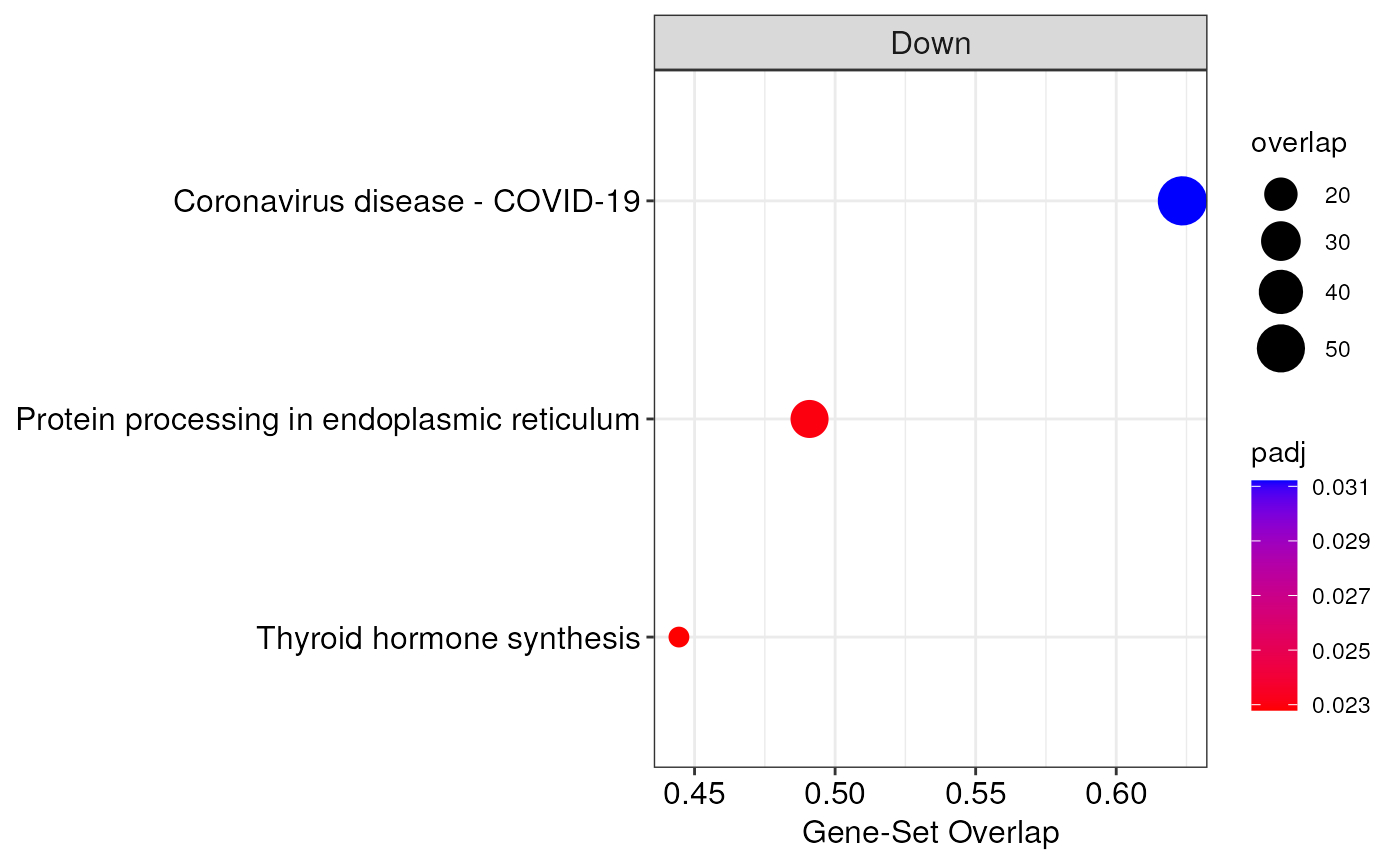 Down
Coronavirus disease - COVID-19
Protein processing in endoplasmic reticulum
Thyroid hormone synthesis
0.45
0.50
0.55
0.60
Gene-Set Overlap
overlap
20
30
40
50
padj
0.031
0.029
0.027
0.025
0.023